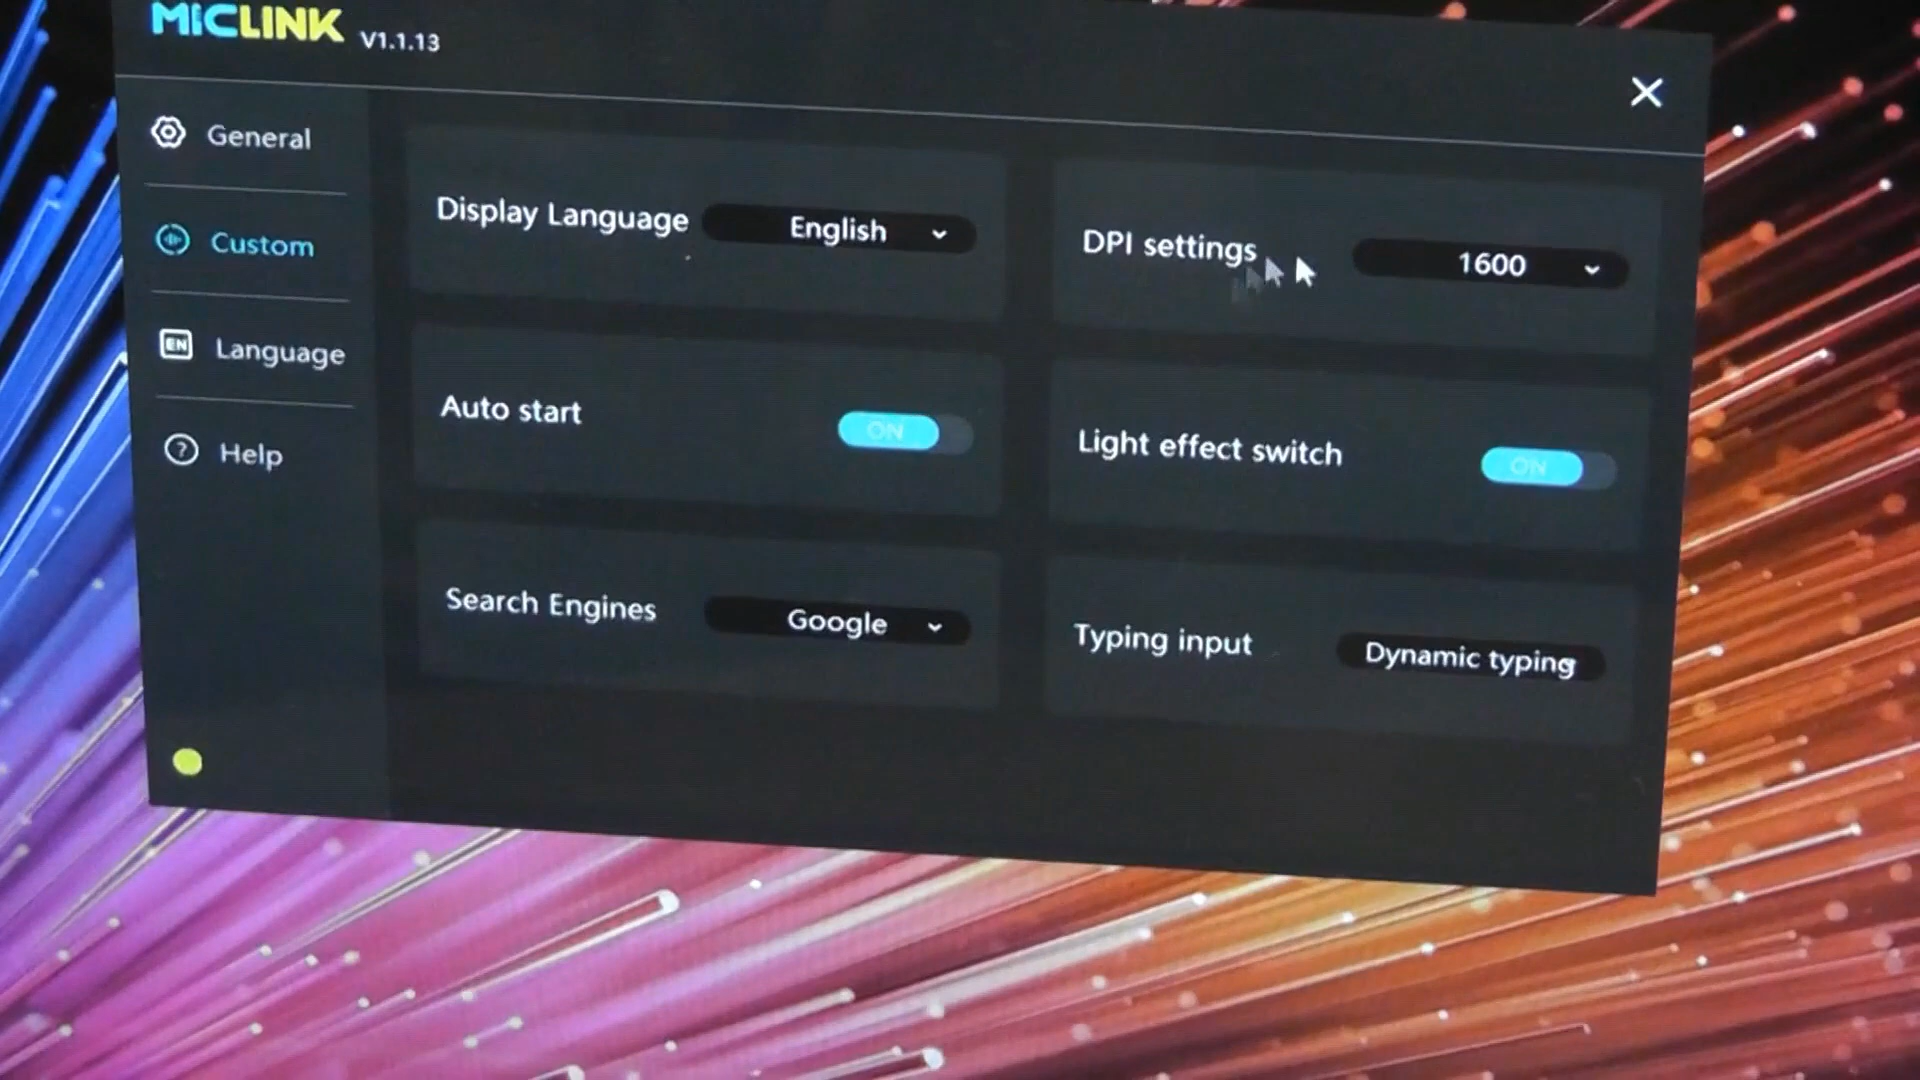 MiCLINK V1.1.13
General
Custom
EN Language
? Help
Display Language English
DPI settings 1600
Auto start ON
Light effect switch ON
Search Engines Google
Typing input Dynamic typing